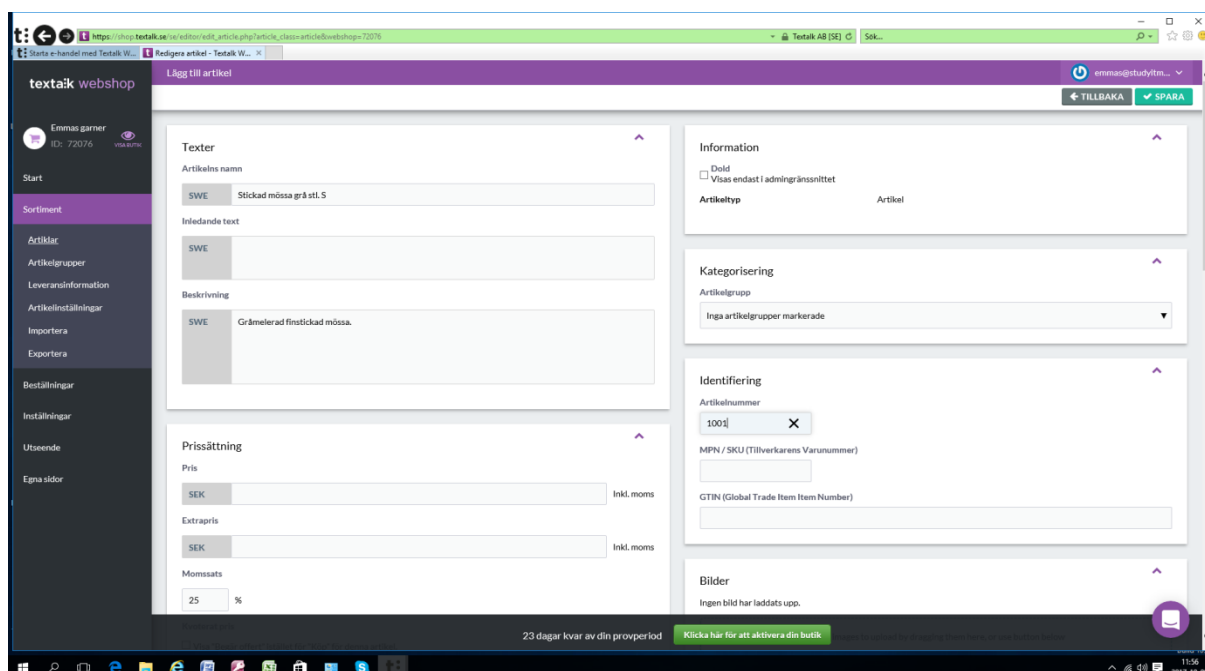 https://shop.textalk.se/se/editor/edit_article.php?article_class=article&webshop=72076
Textalk AB [SE]
Sök...
Starta e-handel med Textalk W...
Redigera artikel - Textalk W...
textalk webshop
Lägg till artikel
emmas@studyitm...
TILLBAKA
SPARA
Emmas garner
ID: 72076
VISA BUTIK
Start
Sortiment
Artiklar
Artikelgrupper
Leveransinformation
Artikelinställningar
Importera
Exportera
Beställningar
Inställningar
Utseende
Egna sidor
Texter
Artikelns namn
SWE Stickad mössa grå stl. S
Inledande text
SWE
Beskrivning
SWE Gråmelerad finstickad mössa.
Prissättning
Pris
SEK Inkl. moms
Extrapris
SEK Inkl. moms
Momssats
25 %
Information
Dold
Visas endast i admingränssnittet
Artikeltyp Artikel
Kategorisering
Artikelgrupp
Inga artikelgrupper markerade
Identifiering
Artikelnummer
1001
MPN / SKU (Tillverkarens Varunummer)
GTIN (Global Trade Item Item Number)
Bilder
Ingen bild har laddats upp.
23 dagar kvar av din provperiod
Klicka här för att aktivera din butik
11:56